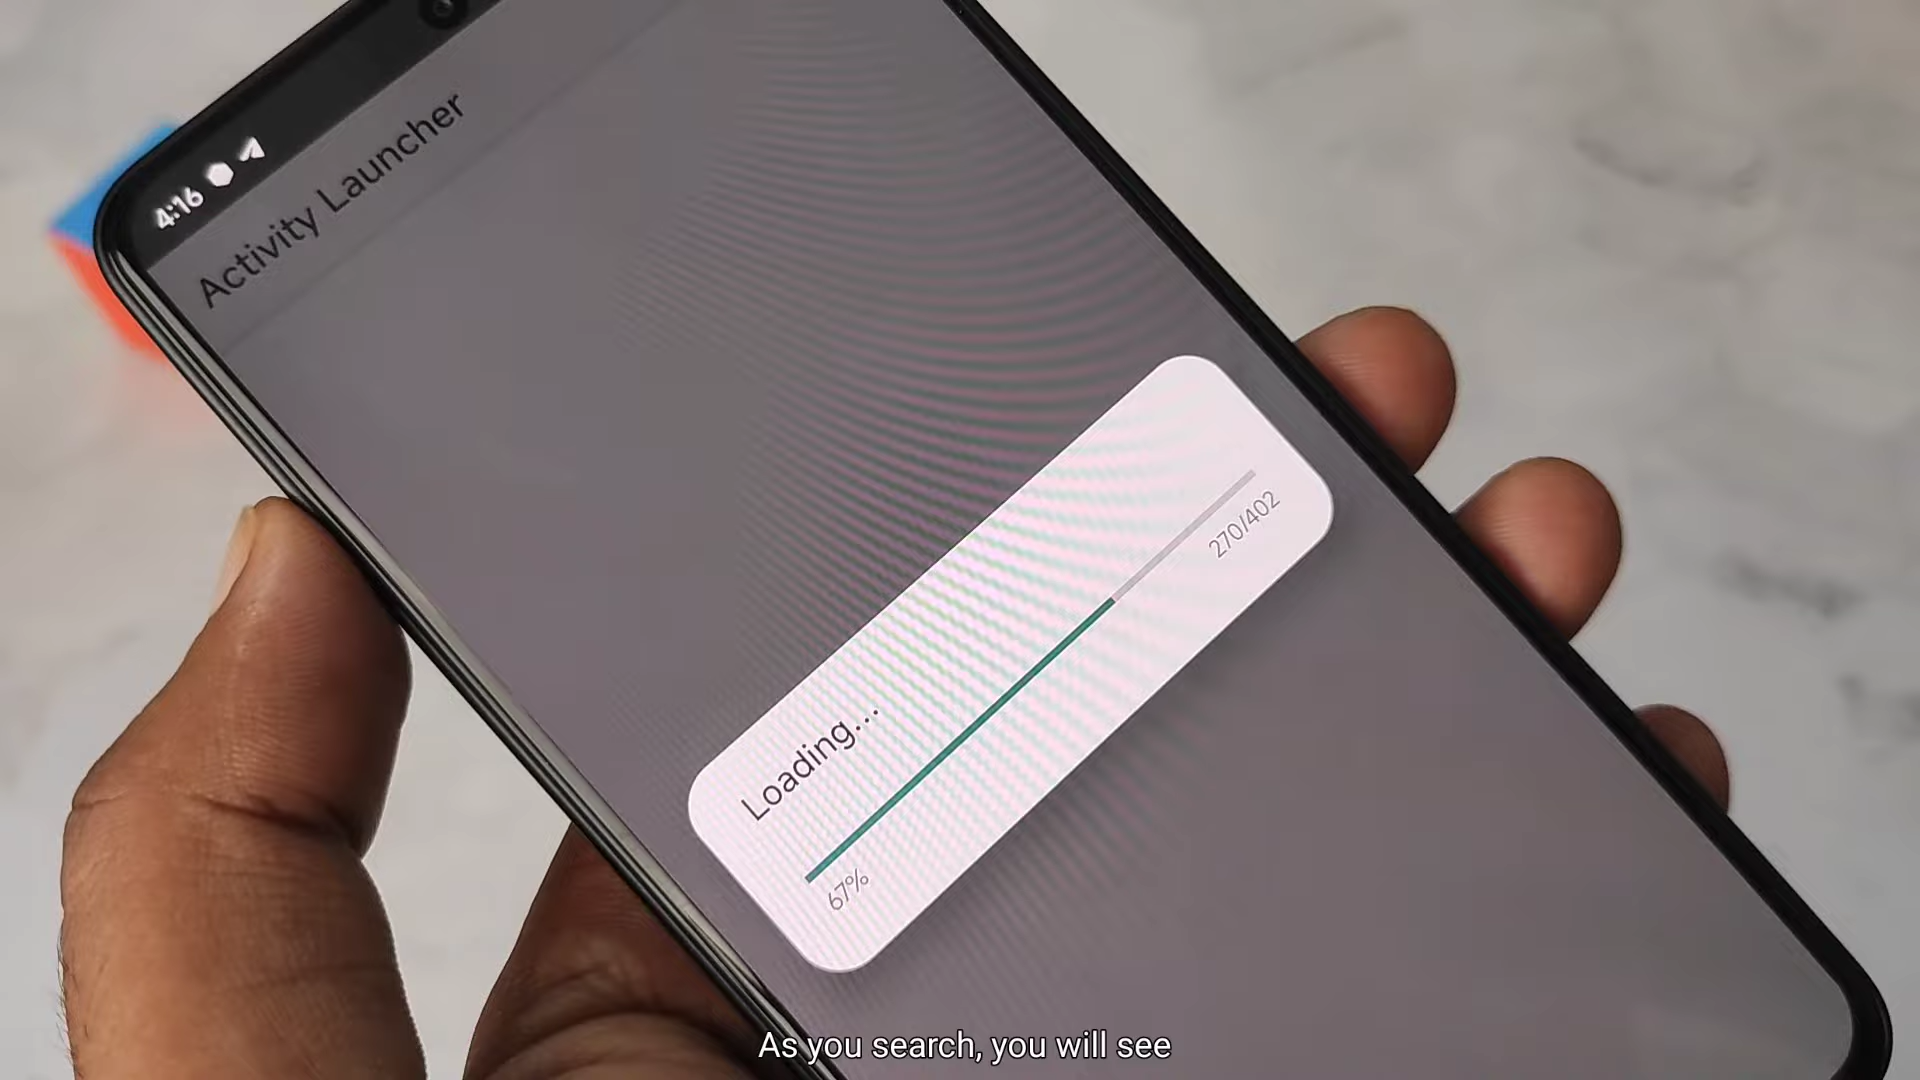 4:16
Activity Launcher
Loading...
67%
270/402
As you search, you will see